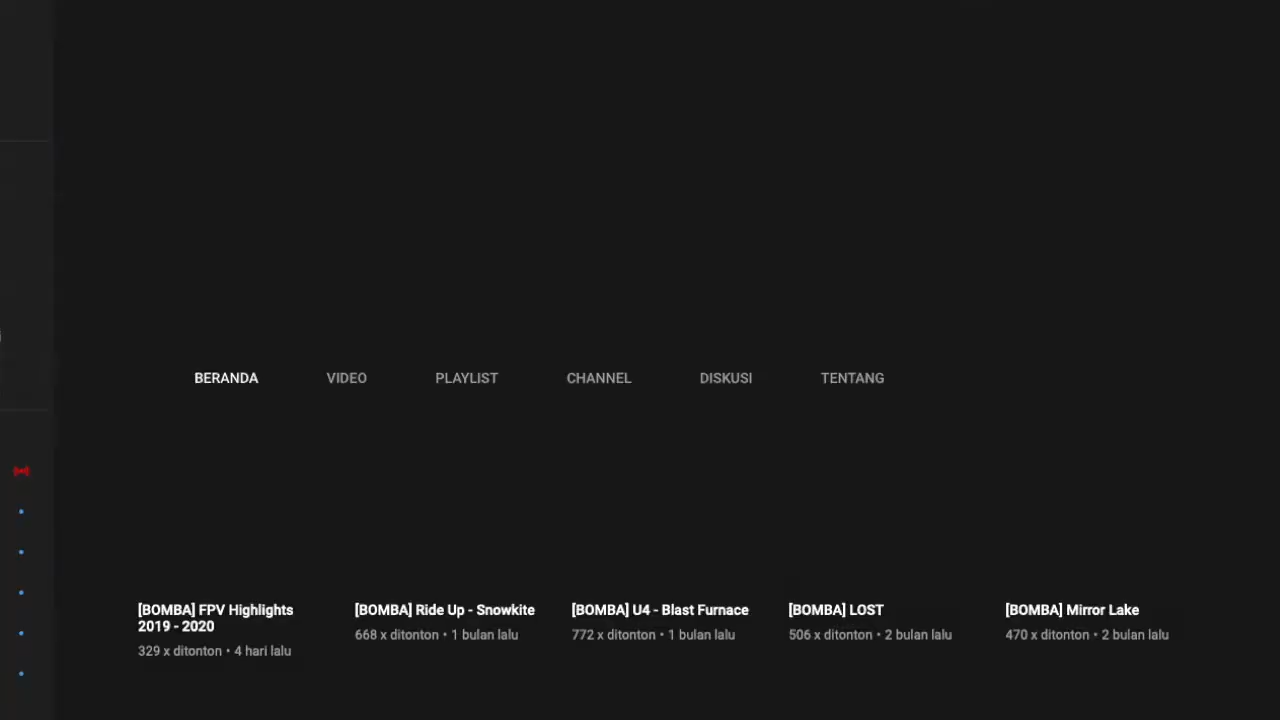 BERANDA VIDEO PLAYLIST CHANNEL DISKUSI TENTANG
[BOMBA] FPV Highlights
2019 - 2020
329 x ditonton • 4 hari lalu
[BOMBA] Ride Up - Snowkite
668 x ditonton • 1 bulan lalu
[BOMBA] U4 - Blast Furnace
772 x ditonton • 1 bulan lalu
[BOMBA] LOST
506 x ditonton • 2 bulan lalu
[BOMBA] Mirror Lake
470 x ditonton • 2 bulan lalu